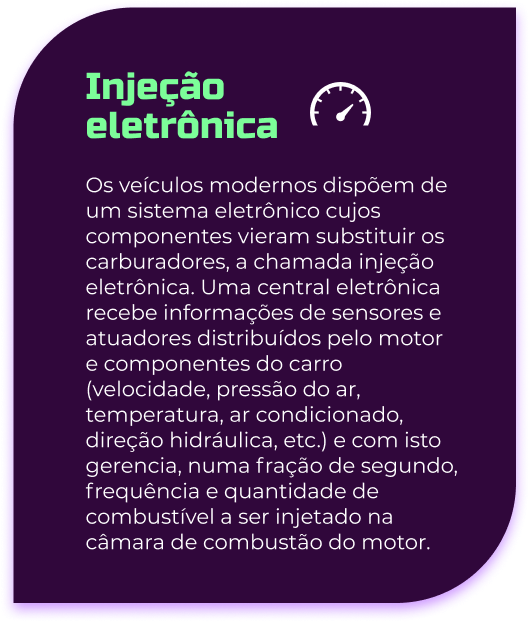 Injeção
eletrônica
Os veículos modernos dispõem de
um sistema eletrônico cujos
componentes vieram substituir os
carburadores, a chamada injeção
eletrônica. Uma central eletrônica
recebe informações de sensores e
atuadores distribuídos pelo motor
e componentes do carro
(velocidade, pressão do ar,
temperatura, ar condicionado,
direção hidráulica, etc.) e com isto
gerencia, numa fração de segundo,
frequência e quantidade de
combustível a ser injetado na
câmara de combustão do motor.